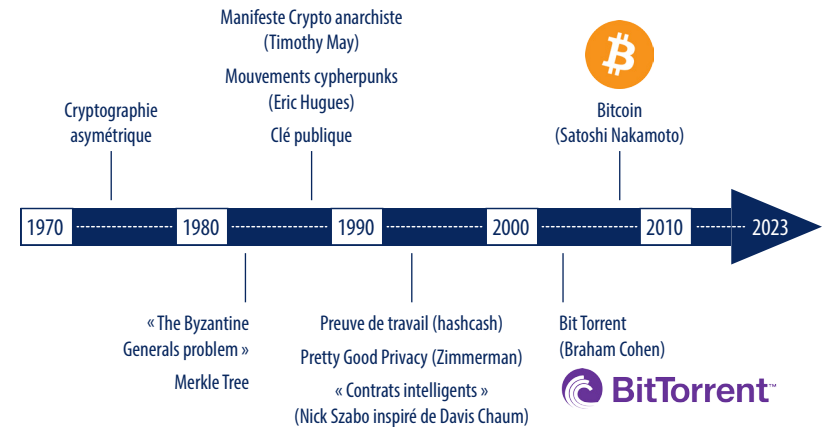 Manifeste Crypto anarchiste
(Timothy May)
Mouvements cypherpunks
(Eric Hugues)
Clé publique
Cryptographie
asymétrique
Bitcoin
(Satoshi Nakamoto)
1970
1980
1990
2000
2010
2023
« The Byzantine
Generals problem »
Merkle Tree
Preuve de travail (hashcash)
Pretty Good Privacy (Zimmerman)
« Contrats intelligents »
(Nick Szabo inspiré de Davis Chaum)
Bit Torrent
(Braham Cohen)
BitTorrent™